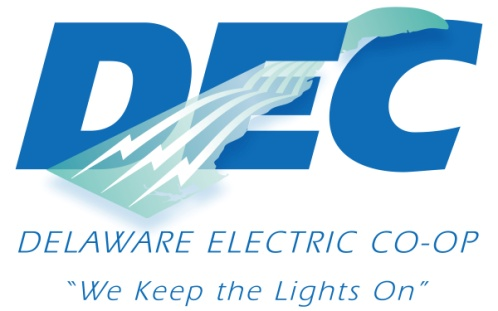 DEC
DELAWARE ELECTRIC CO-OP
“We Keep the Lights On”